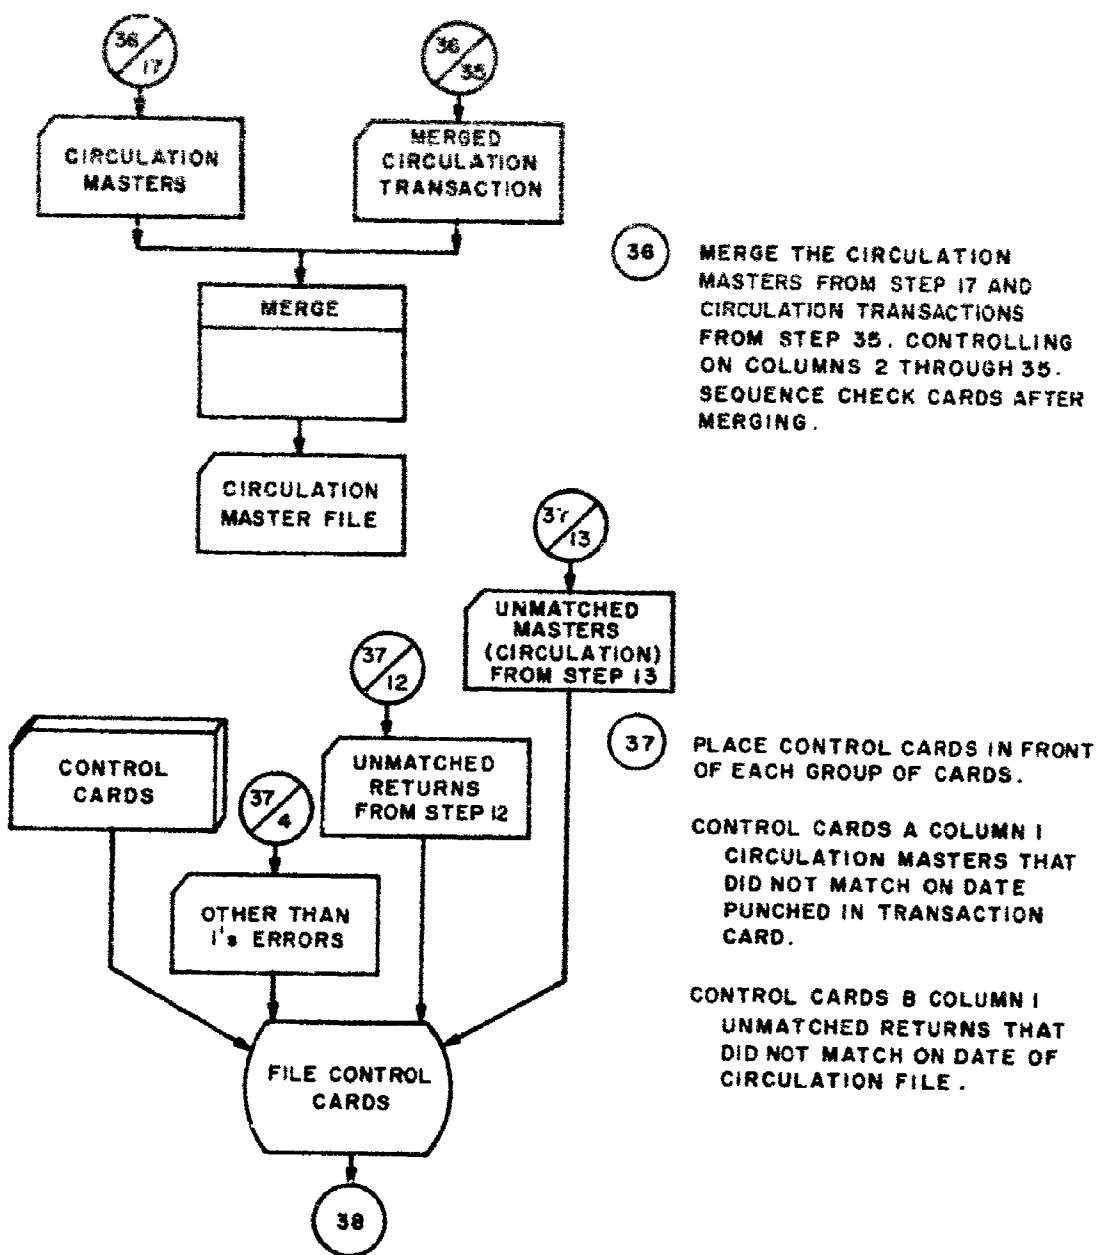 36
17
36
35
CIRCULATION
MASTERS
MERGED
CIRCULATION
TRANSACTION
MERGE
CIRCULATION
MASTER FILE
36
MERGE THE CIRCULATION
MASTERS FROM STEP 17 AND
CIRCULATION TRANSACTIONS
FROM STEP 35. CONTROLLING
ON COLUMNS 2 THROUGH 35.
SEQUENCE CHECK CARDS AFTER
MERGING.
37
13
UNMATCHED
MASTERS
(CIRCULATION)
FROM STEP 13
37
12
UNMATCHED
RETURNS
FROM STEP 12
CONTROL
CARDS
37
4
OTHER THAN
1's ERRORS
FILE CONTROL
CARDS
38
37
PLACE CONTROL CARDS IN FRONT
OF EACH GROUP OF CARDS.
CONTROL CARDS A COLUMN 1
CIRCULATION MASTERS THAT
DID NOT MATCH ON DATE
PUNCHED IN TRANSACTION
CARD.
CONTROL CARDS B COLUMN 1
UNMATCHED RETURNS THAT
DID NOT MATCH ON DATE OF
CIRCULATION FILE.